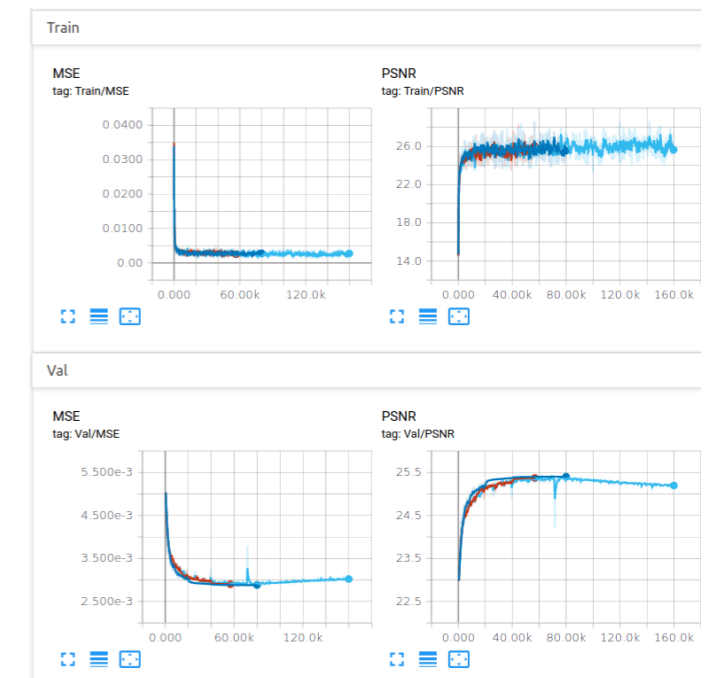 Train
MSE
tag: Train/MSE
0.0400
0.0300
0.0200
0.0100
0.00
0.000 60.00k 120.0k
PSNR
tag: Train/PSNR
26.0
22.0
18.0
14.0
0.000 40.00k 80.00k 120.0k 160.0k
Val
MSE
tag: Val/MSE
5.500e-3
4.500e-3
3.500e-3
2.500e-3
0.000 60.00k 120.0k
PSNR
tag: Val/PSNR
25.5
24.5
23.5
22.5
0.000 40.00k 80.00k 120.0k 160.0k